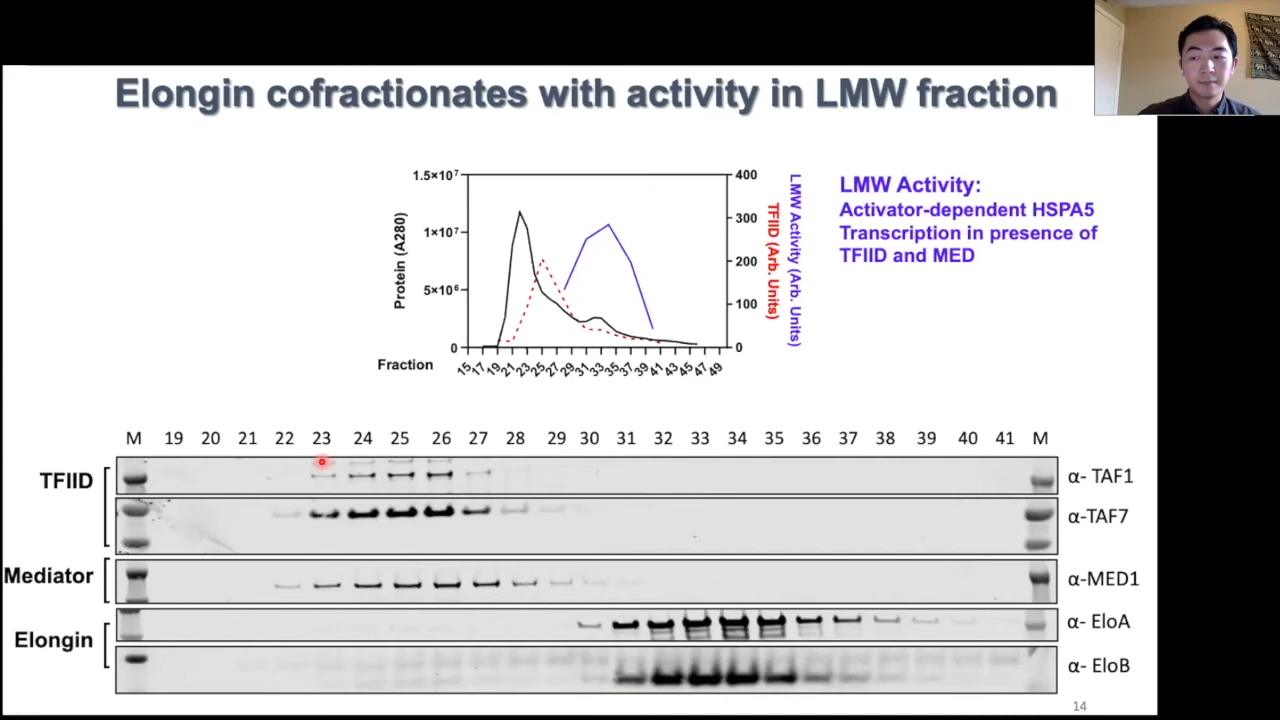 Elongin cofractionates with activity in LMW fraction
1.5×10⁷
1×10⁷
5×10⁶
0
Protein (A280)
400
300
200
100
0
TFIID (Arb. Units)
LMW Activity (Arb. Units)
Fraction
15 17 19 21 23 25 27 29 31 33 35 37 39 41 43 45 47 49
LMW Activity:
Activator-dependent HSPA5
Transcription in presence of
TFIID and MED
M 19 20 21 22 23 24 25 26 27 28 29 30 31 32 33 34 35 36 37 38 39 40 41 M
TFIID
α- TAF1
α-TAF7
Mediator
α-MED1
Elongin
α- EloA
α- EloB
14